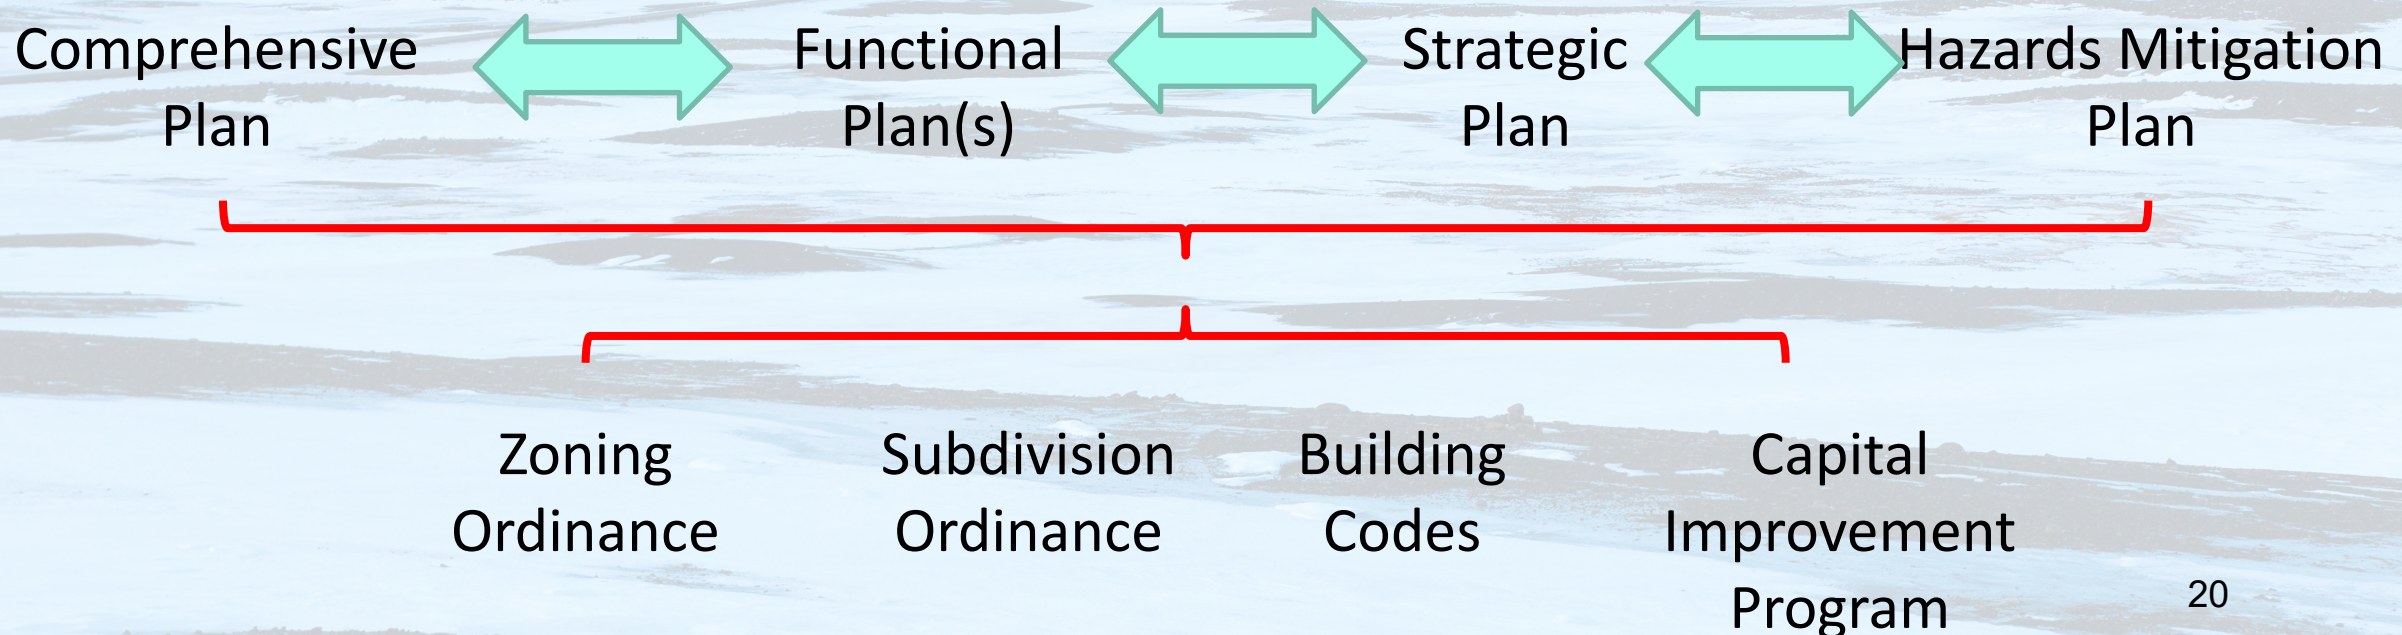 Comprehensive
Plan
Functional
Plan(s)
Strategic
Plan
Hazards Mitigation
Plan
Zoning
Ordinance
Subdivision
Ordinance
Building
Codes
Capital
Improvement
Program
20